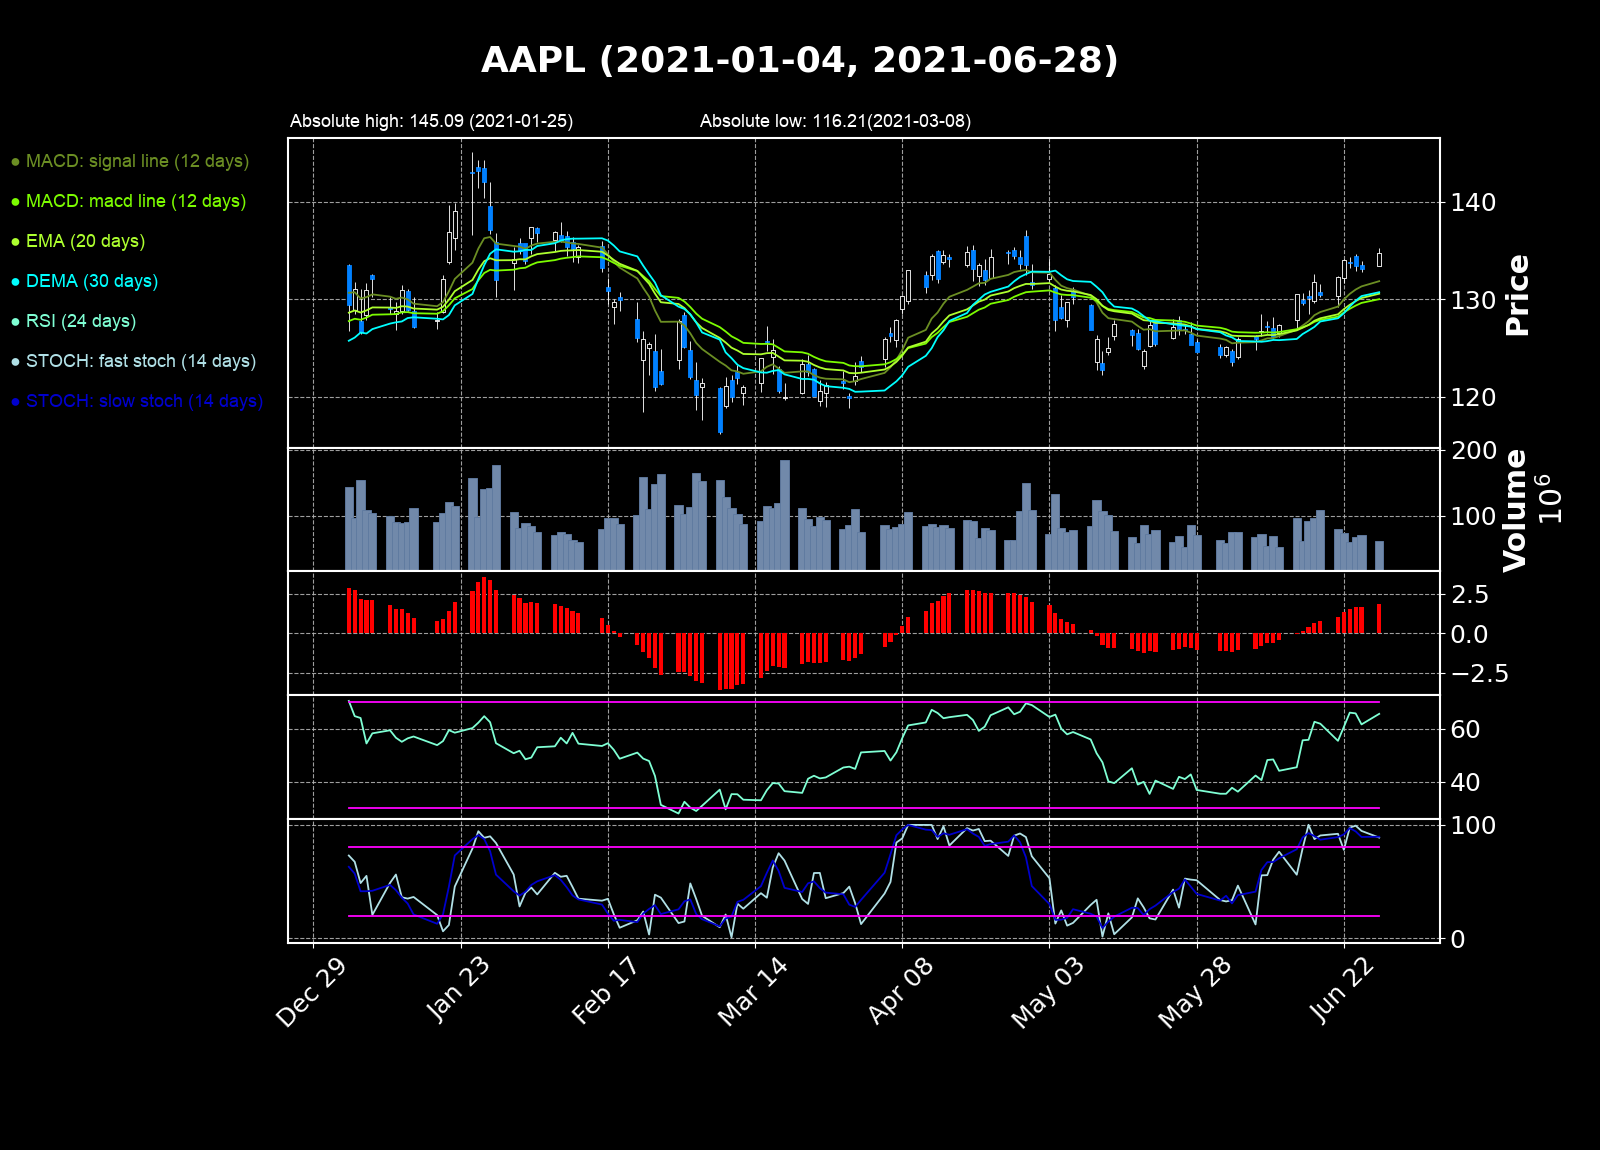 AAPL (2021-01-04, 2021-06-28)
Absolute high: 145.09 (2021-01-25)
Absolute low: 116.21(2021-03-08)
● MACD: signal line (12 days)
● MACD: macd line (12 days)
● EMA (20 days)
● DEMA (30 days)
● RSI (24 days)
● STOCH: fast stoch (14 days)
● STOCH: slow stoch (14 days)
140
130
120
Price
200
100
Volume
10⁶
2.5
0.0
−2.5
60
40
100
0
Dec 29
Jan 23
Feb 17
Mar 14
Apr 08
May 03
May 28
Jun 22